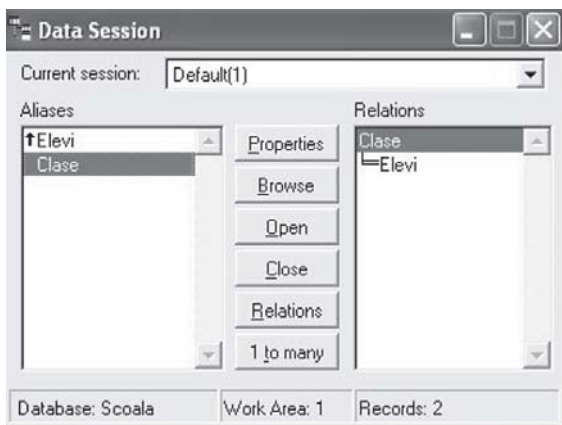 Data Session
Current session: Default(1)
Aliases
Relations
Elevi
Clase
Properties
Browse
Open
Close
Relations
1 to many
Clase
Elevi
Database: Scoala
Work Area: 1
Records: 2